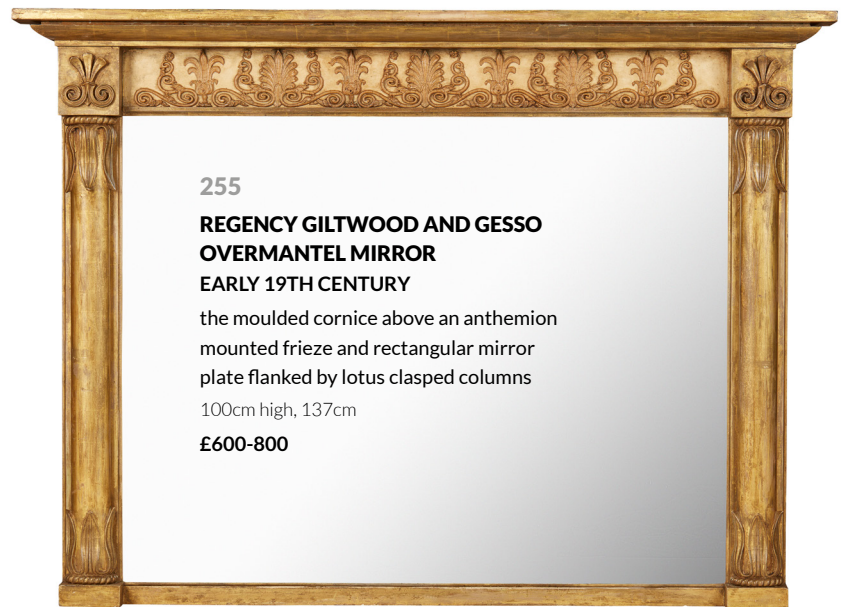 255
REGENCY GILTWOOD AND GESSO
OVERMANTEL MIRROR
EARLY 19TH CENTURY
the moulded cornice above an anthemion
mounted frieze and rectangular mirror
plate flanked by lotus clasped columns
100cm high, 137cm
£600-800